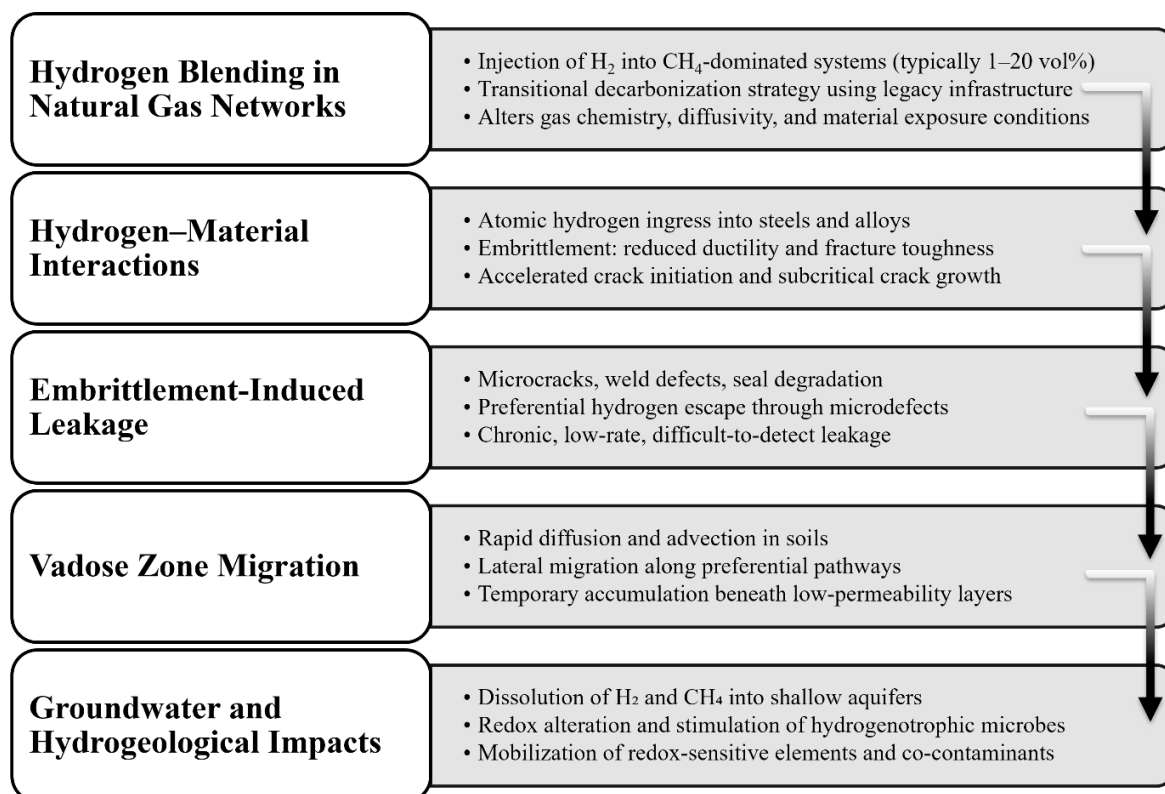 Hydrogen Blending in
Natural Gas Networks
• Injection of H₂ into CH₄-dominated systems (typically 1–20 vol%)
• Transitional decarbonization strategy using legacy infrastructure
• Alters gas chemistry, diffusivity, and material exposure conditions
Hydrogen–Material
Interactions
• Atomic hydrogen ingress into steels and alloys
• Embrittlement: reduced ductility and fracture toughness
• Accelerated crack initiation and subcritical crack growth
Embrittlement-Induced
Leakage
• Microcracks, weld defects, seal degradation
• Preferential hydrogen escape through microdefects
• Chronic, low-rate, difficult-to-detect leakage
Vadose Zone Migration
• Rapid diffusion and advection in soils
• Lateral migration along preferential pathways
• Temporary accumulation beneath low-permeability layers
Groundwater and
Hydrogeological Impacts
• Dissolution of H₂ and CH₄ into shallow aquifers
• Redox alteration and stimulation of hydrogenotrophic microbes
• Mobilization of redox-sensitive elements and co-contaminants